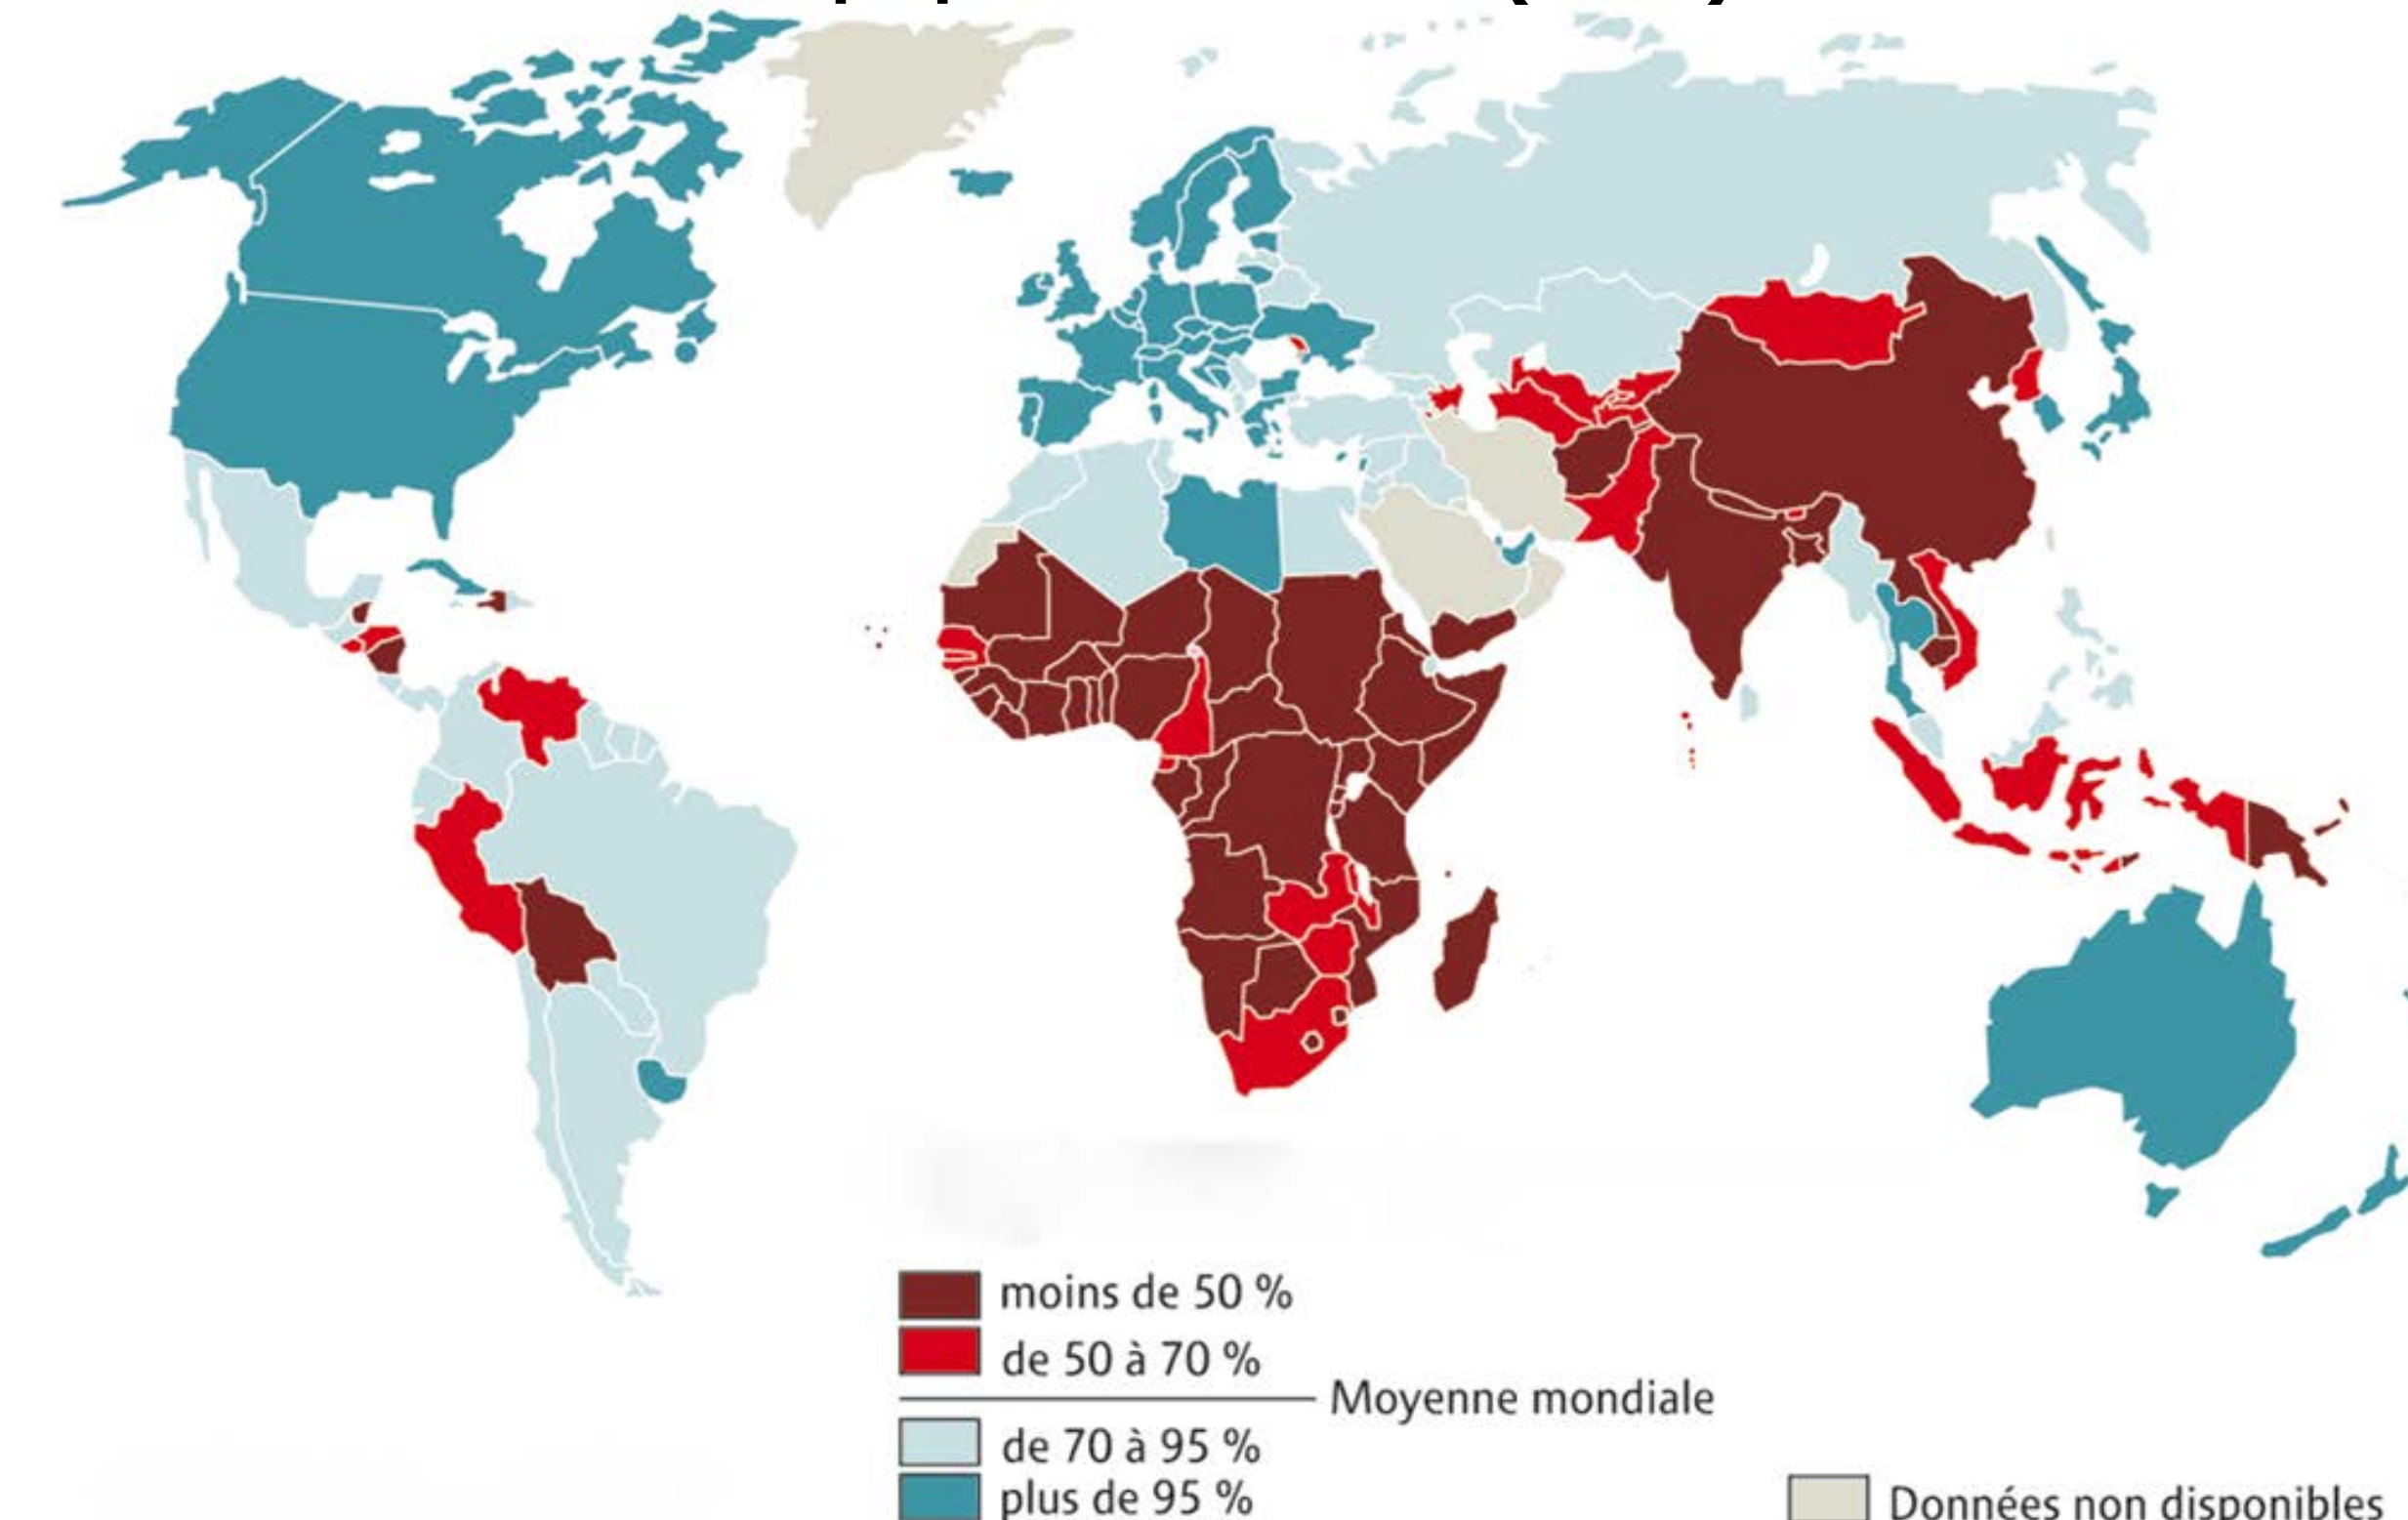 moins de 50 %
de 50 à 70 %
Moyenne mondiale
de 70 à 95 %
plus de 95 %
Données non disponibles